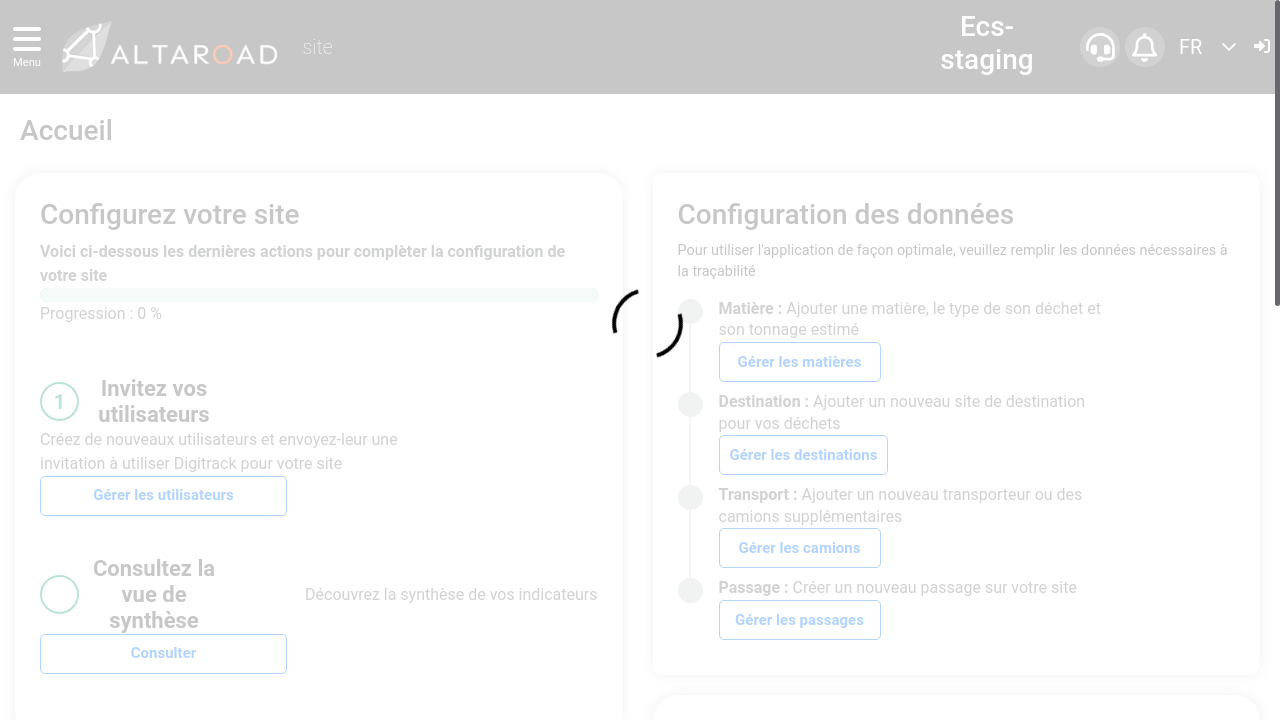 Menu
ALTAROAD
site
Ecs-
staging
FR
Accueil
Configurez votre site
Voici ci-dessous les dernières actions pour complèter la configuration de
votre site
Progression : 0 %
1
Invitez vos
utilisateurs
Créez de nouveaux utilisateurs et envoyez-leur une
invitation à utiliser Digitrack pour votre site
Gérer les utilisateurs
Consultez la
vue de
synthèse
Découvrez la synthèse de vos indicateurs
Consulter
Configuration des données
Pour utiliser l'application de façon optimale, veuillez remplir les données nécessaires à
la traçabilité
Matière : Ajouter une matière, le type de son déchet et
son tonnage estimé
Gérer les matières
Destination : Ajouter un nouveau site de destination
pour vos déchets
Gérer les destinations
Transport : Ajouter un nouveau transporteur ou des
camions supplémentaires
Gérer les camions
Passage : Créer un nouveau passage sur votre site
Gérer les passages